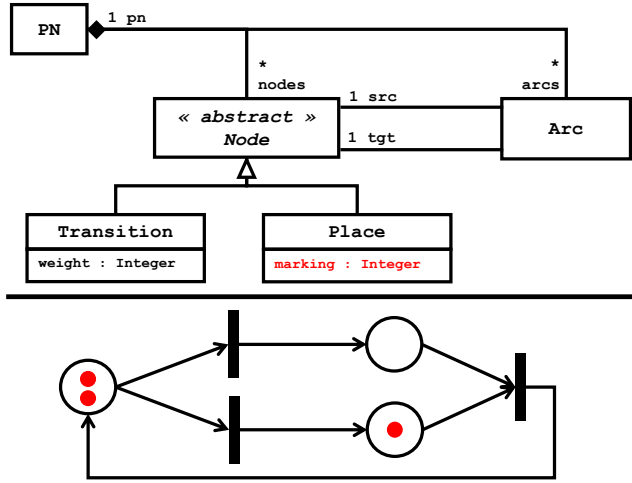 PN
1 pn
*
nodes
*
arcs
« abstract »
Node
1 src
1 tgt
Arc
Transition
weight : Integer
Place
marking : Integer